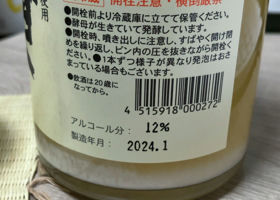 使用
開栓注意・横倒厳禁
●開栓前より冷蔵庫に立てて保管ください。
●酵母が生きていて発酵しています。
●開栓時、噴き出しに注意し、すばやく開け閉
めを繰り返し、ビン内の圧を抜きながら開栓く
ださい。●1本ずつ様子が異なり発泡はおさ
まっている場合もございます。
●飲酒は20歳に
なってから。
4 515918 000272
アルコール分： 12%
製造年月： 2024.1